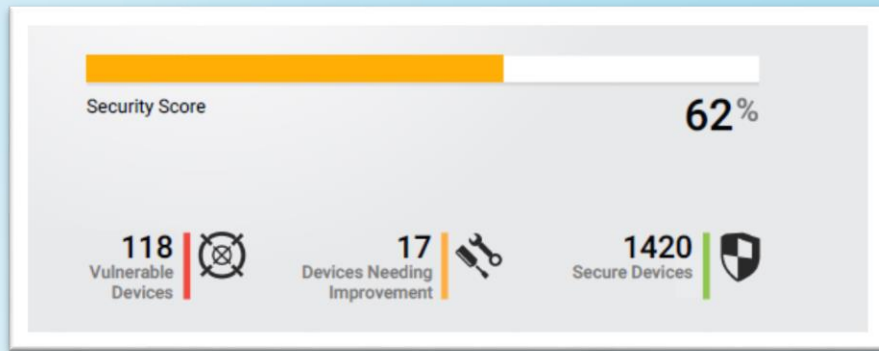 Security Score
62%
118
Vulnerable
Devices
17
Devices Needing
Improvement
1420
Secure Devices